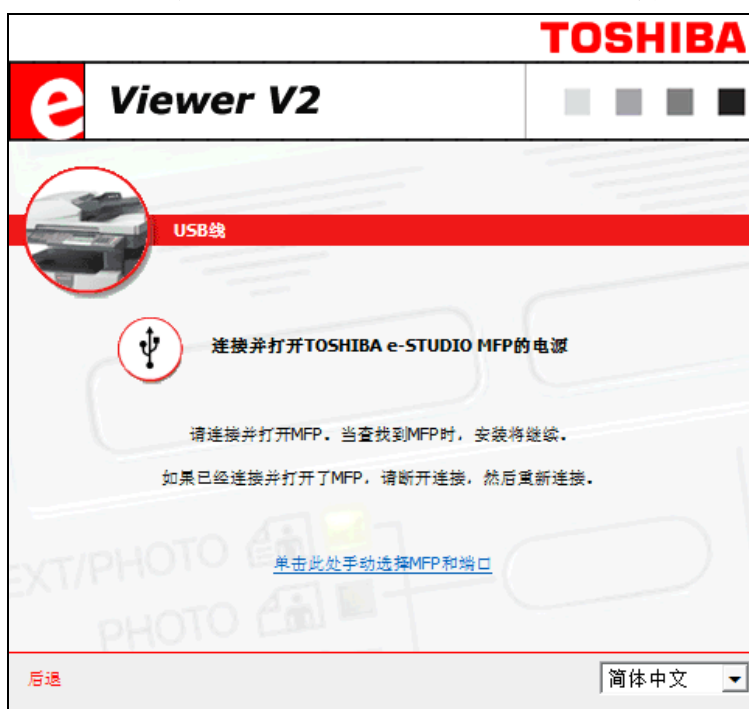 TOSHIBA
e Viewer V2
USB线
连接并打开TOSHIBA e-STUDIO MFP的电源
请连接并打开MFP。当查找到MFP时，安装将继续。
如果已经连接并打开了MFP，请断开连接，然后重新连接。
EXT/PHOTO
单击此处手动选择MFP和端口
PHOTO
后退
简体中文